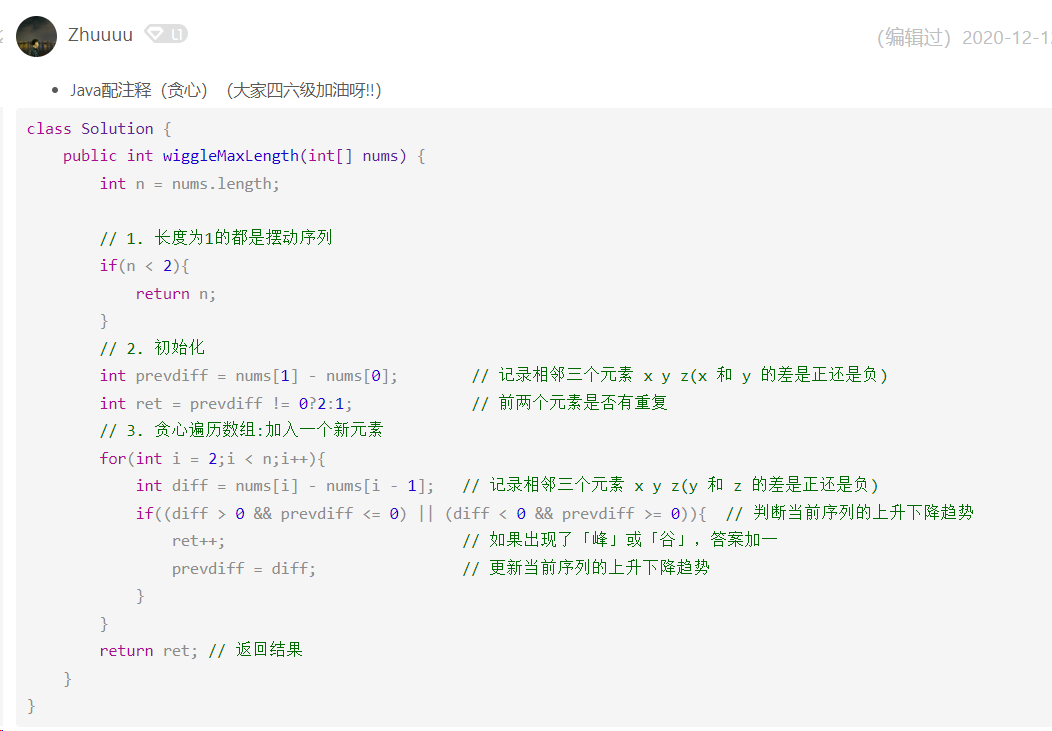 Zhuuuu L1
(编辑过) 2020-12-1
Java配注释（贪心）（大家四六级加油呀!!）
class Solution {
    public int wiggleMaxLength(int[] nums) {
        int n = nums.length;
        // 1. 长度为1的都是摆动序列
        if(n < 2){
            return n;
        }
        // 2. 初始化
        int prevdiff = nums[1] - nums[0];        // 记录相邻三个元素 x y z(x 和 y 的差是正还是负)
        int ret = prevdiff != 0?2:1;             // 前两个元素是否有重复
        // 3. 贪心遍历数组:加入一个新元素
        for(int i = 2;i < n;i++){
            int diff = nums[i] - nums[i - 1];   // 记录相邻三个元素 x y z(y 和 z 的差是正还是负)
            if((diff > 0 && prevdiff <= 0) || (diff < 0 && prevdiff >= 0)){  // 判断当前序列的上升下降趋势
                ret++;                          // 如果出现了「峰」或「谷」，答案加一
                prevdiff = diff;                // 更新当前序列的上升下降趋势
            }
        }
        return ret; // 返回结果
    }
}